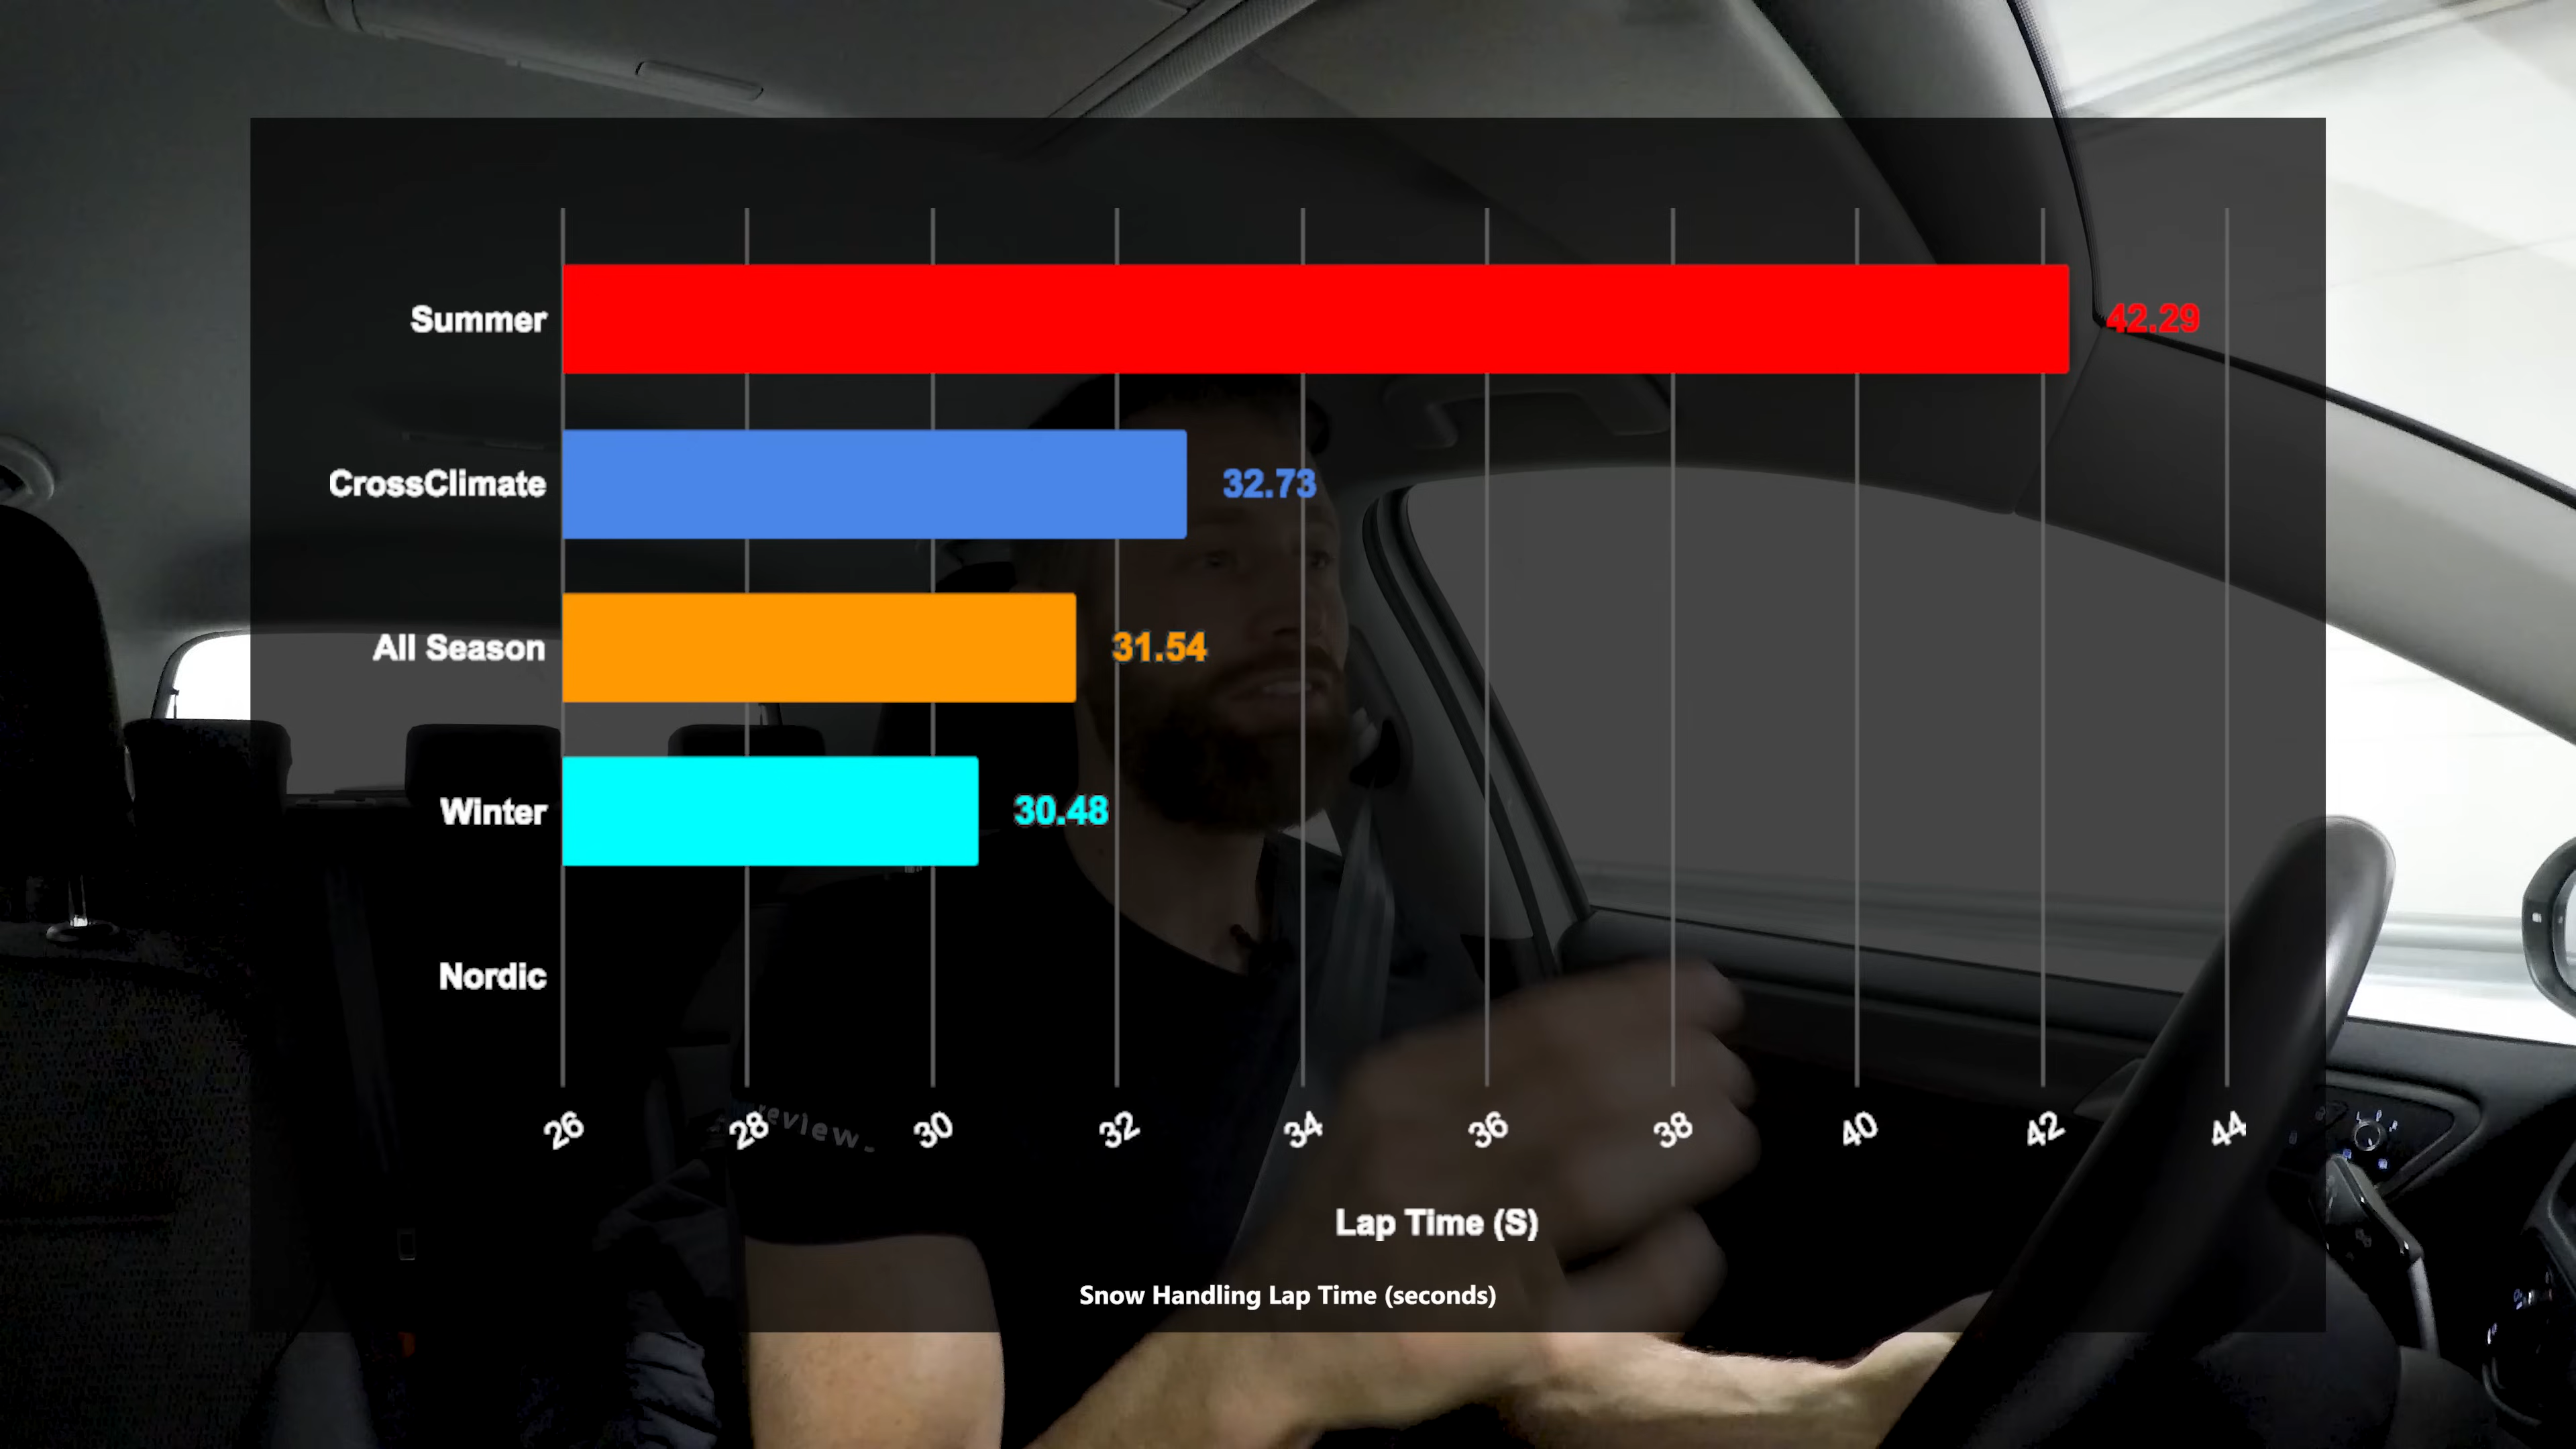 Summer
42.29
CrossClimate
32.73
All Season
31.54
Winter
30.48
Nordic
26 28 30 32 34 36 38 40 42 44
eview
Lap Time (S)
Snow Handling Lap Time (seconds)